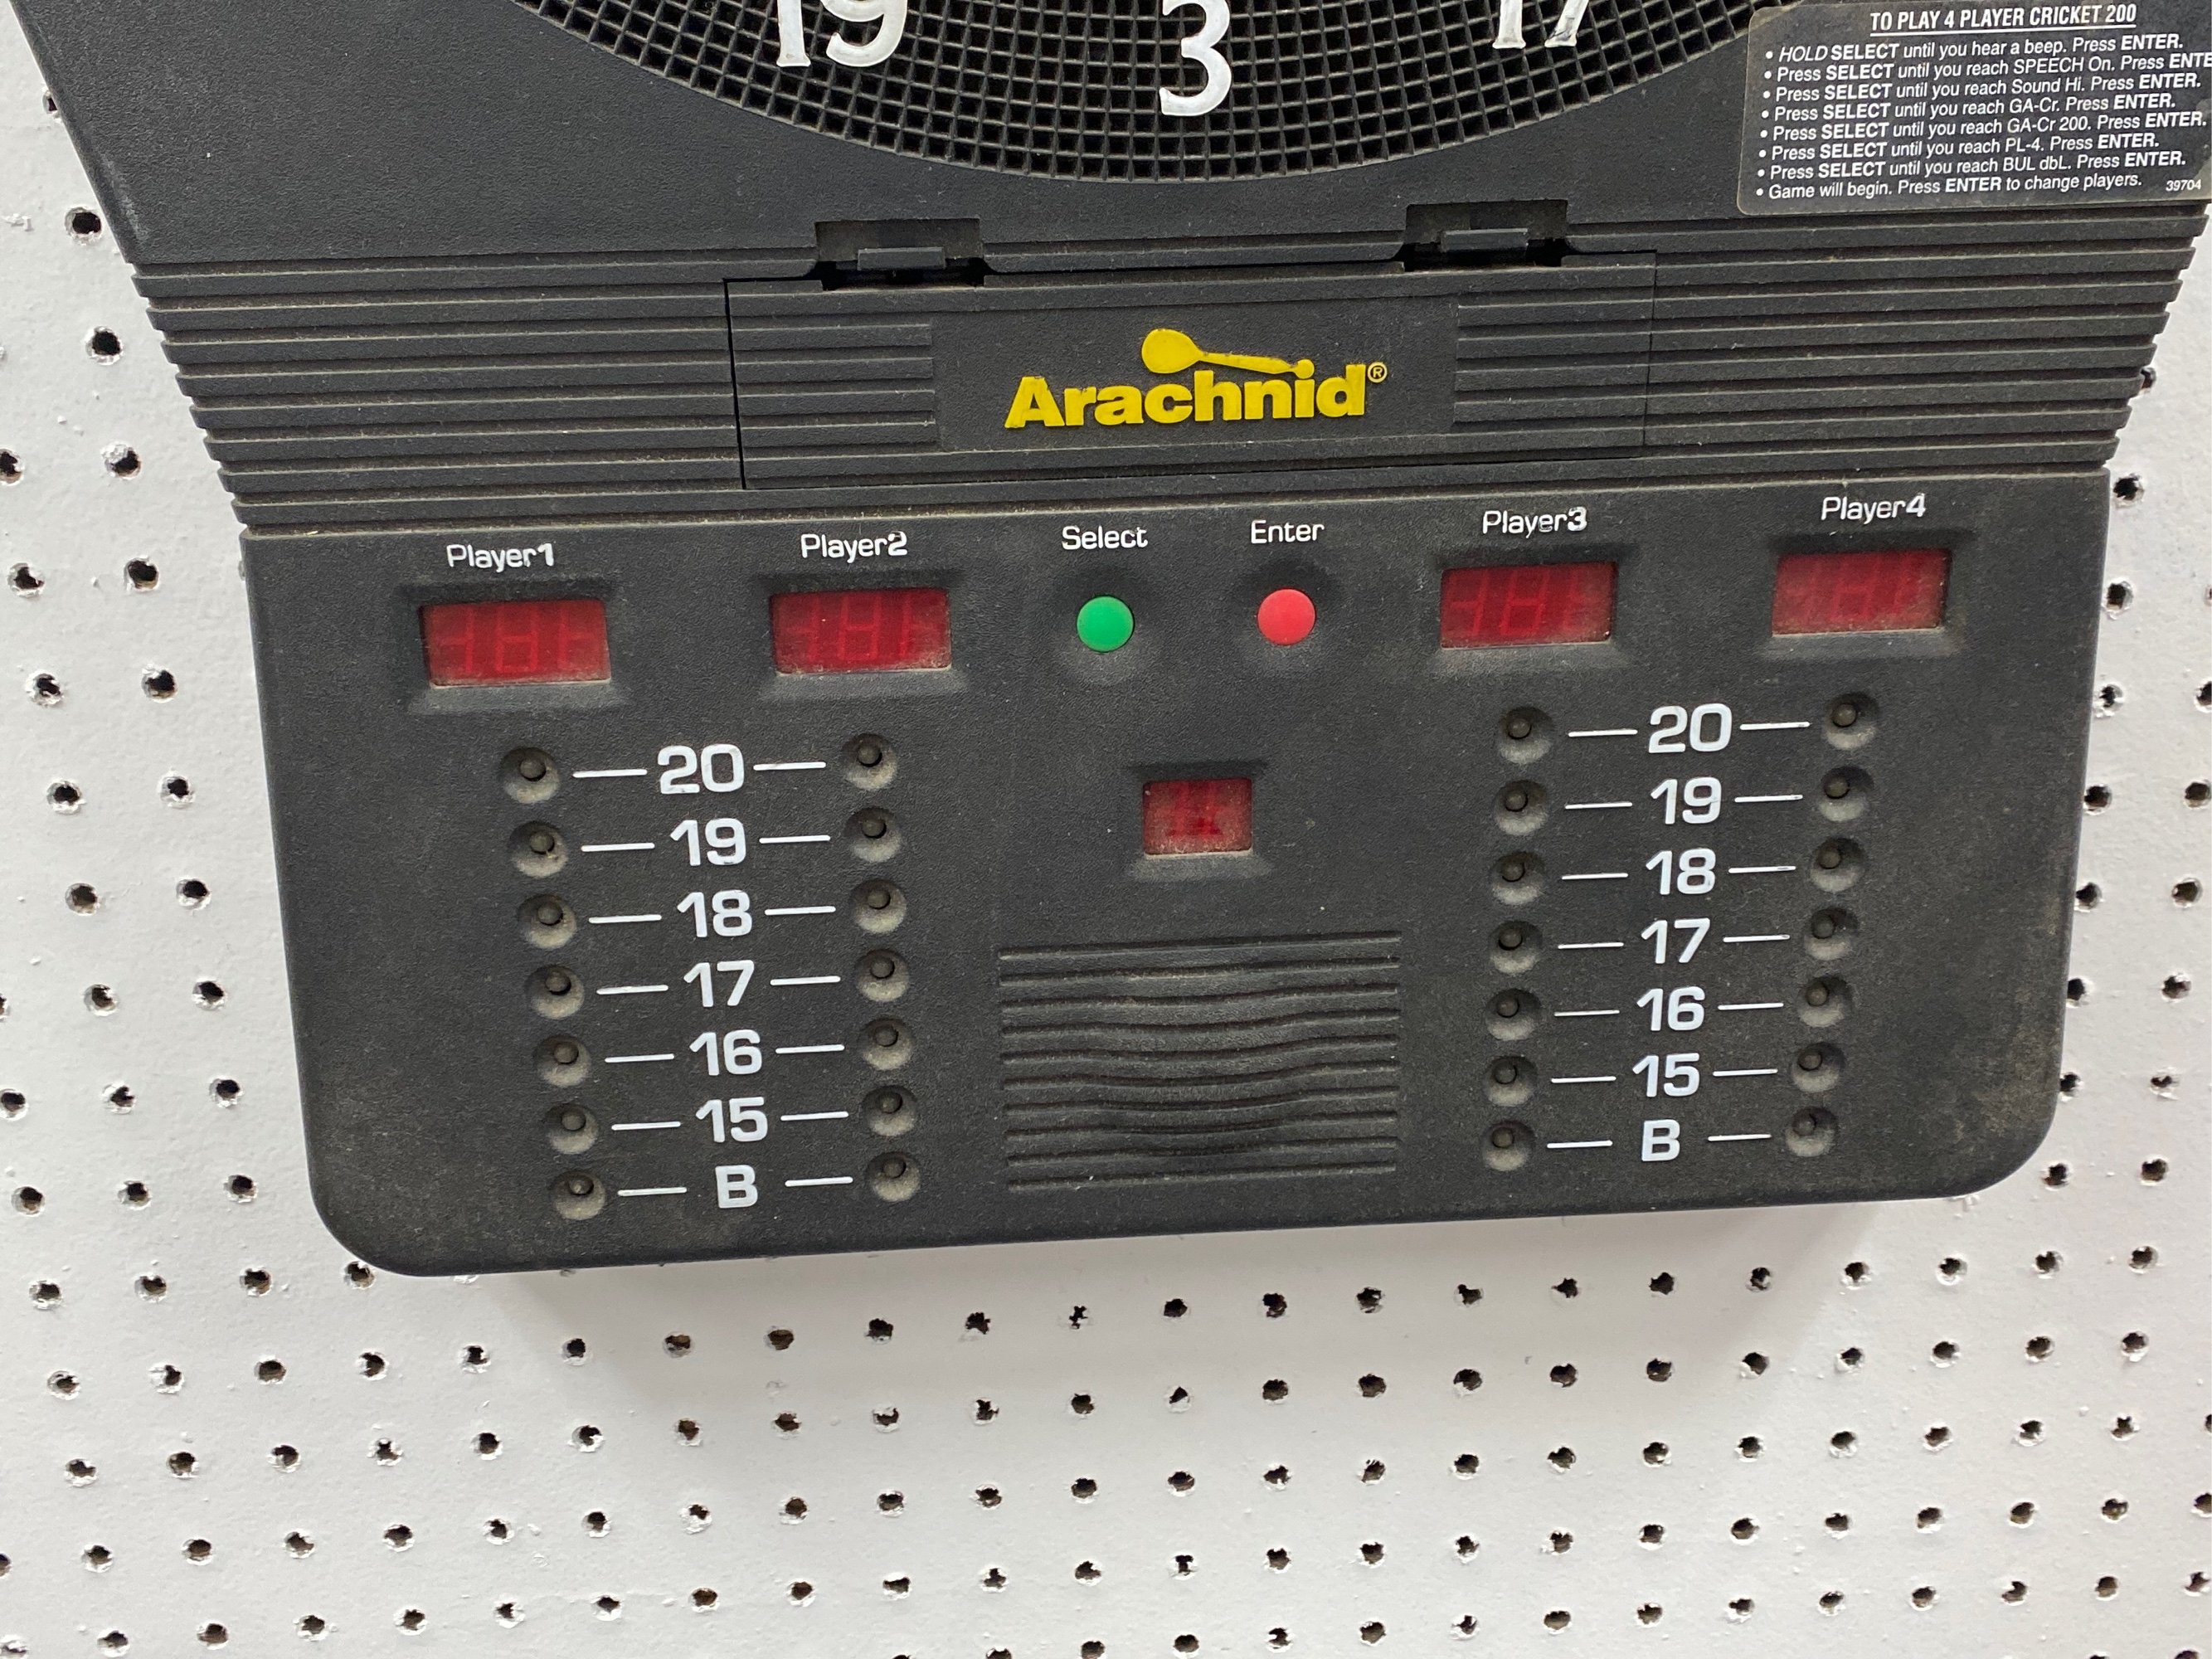 19 3 17
TO PLAY 4 PLAYER CRICKET 200
• HOLD SELECT until you hear a beep. Press ENTER.
• Press SELECT until you reach SPEECH On. Press ENTE
• Press SELECT until you reach Sound Hi. Press ENTER.
• Press SELECT until you reach GA-Cr. Press ENTER.
• Press SELECT until you reach GA-Cr 200. Press ENTER.
• Press SELECT until you reach PL-4. Press ENTER.
• Press SELECT until you reach BUL dbL. Press ENTER.
• Game will begin. Press ENTER to change players. 39704
Arachnid®
Player1 Player2 Select Enter Player3 Player4
20 20
19 19
18 18
17 17
16 16
15 15
B B